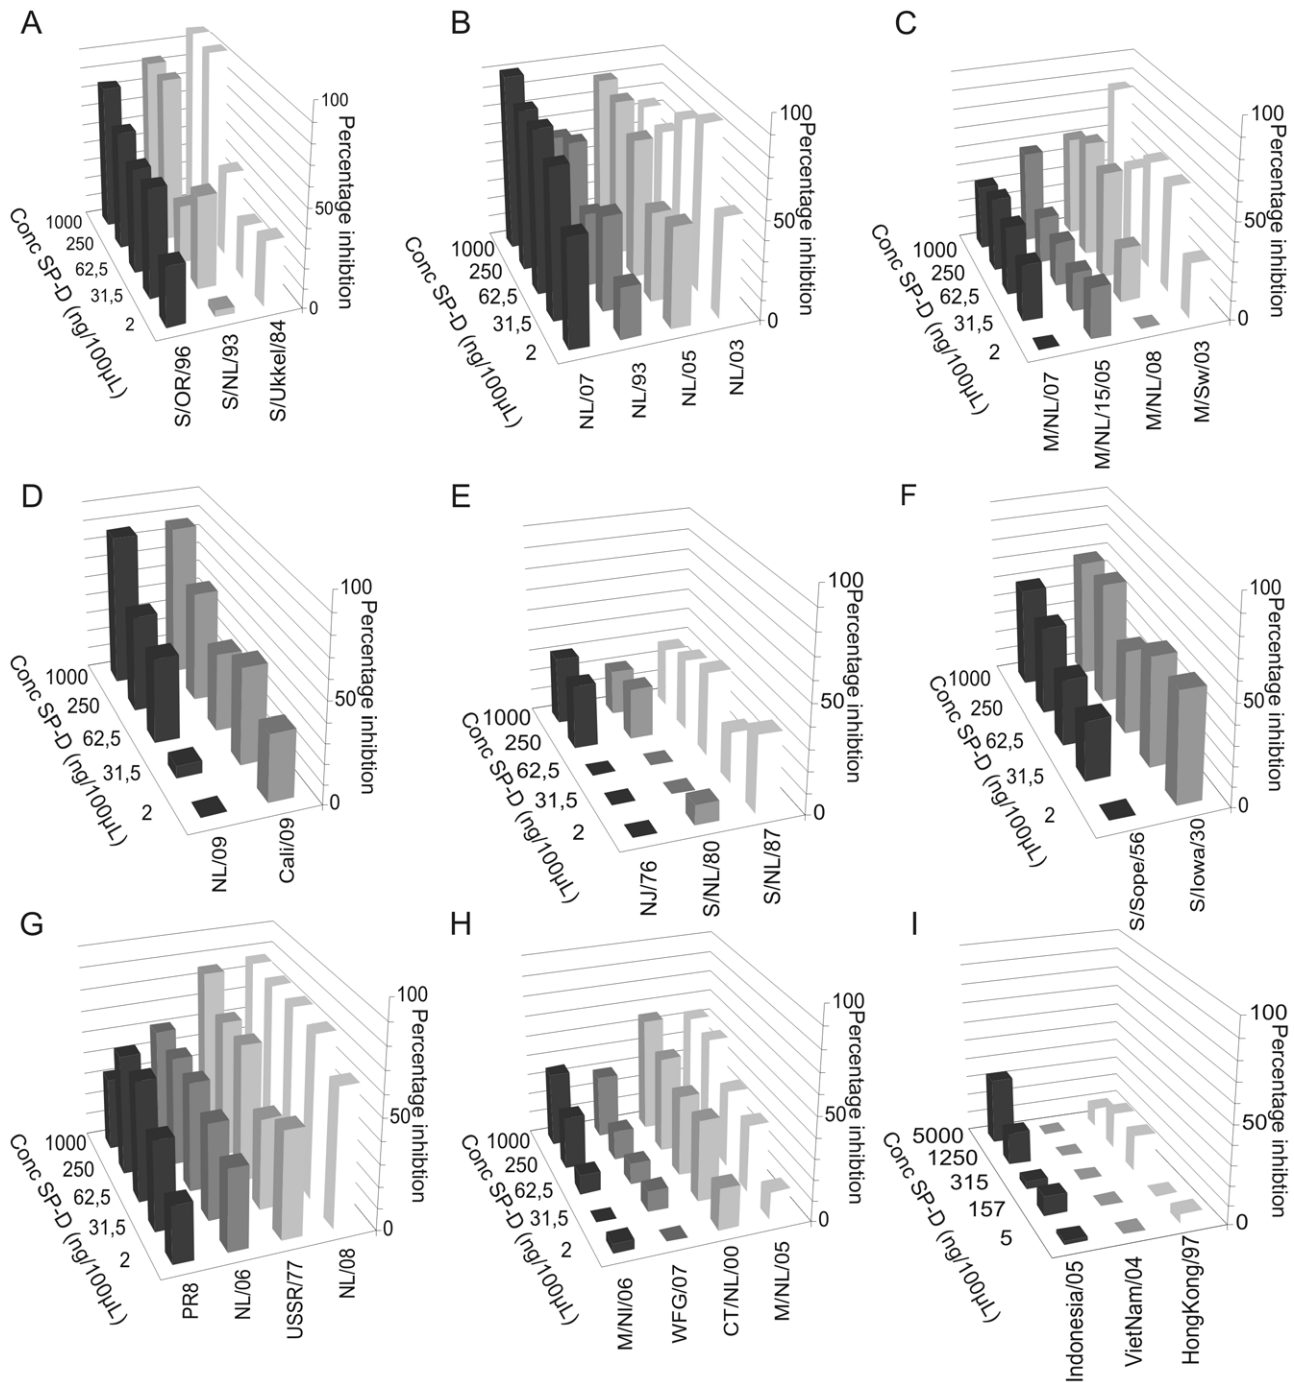 A
100
50
0
Percentage inhibtion
1000
250
62,5
31,5
2
Conc SP-D (ng/100µL)
S/OR/96
S/NL/93
S/Ukkel/84
B
100
50
0
Percentage inhibtion
1000
250
62,5
31,5
2
Conc SP-D (ng/100µL)
NL/07
NL/93
NL/05
NL/03
C
100
50
0
Percentage inhibtion
1000
250
62,5
31,5
2
Conc SP-D (ng/100µL)
M/NL/07
M/NL/15/05
M/NL/08
M/Sw/03
D
100
50
0
Percentage inhibtion
1000
250
62,5
31,5
2
Conc SP-D (ng/100µL)
NL/09
Cali/09
E
100
50
0
Percentage inhibtion
1000
250
62,5
31,5
2
Conc SP-D (ng/100µL)
NJ/76
S/NL/80
S/NL/87
F
100
50
0
Percentage inhibtion
1000
250
62,5
31,5
2
Conc SP-D (ng/100µL)
S/Sope/56
S/Iowa/30
G
100
50
0
Percentage inhibtion
1000
250
62,5
31,5
2
Conc SP-D (ng/100µL)
PR8
NL/06
USSR/77
NL/08
H
100
50
0
Percentage inhibtion
1000
250
62,5
31,5
2
Conc SP-D (ng/100µL)
M/NI/06
WFG/07
CT/NL/00
M/NL/05
I
100
50
0
Percentage inhibtion
5000
1250
315
157
5
Conc SP-D (ng/100µL)
Indonesia/05
VietNam/04
HongKong/97